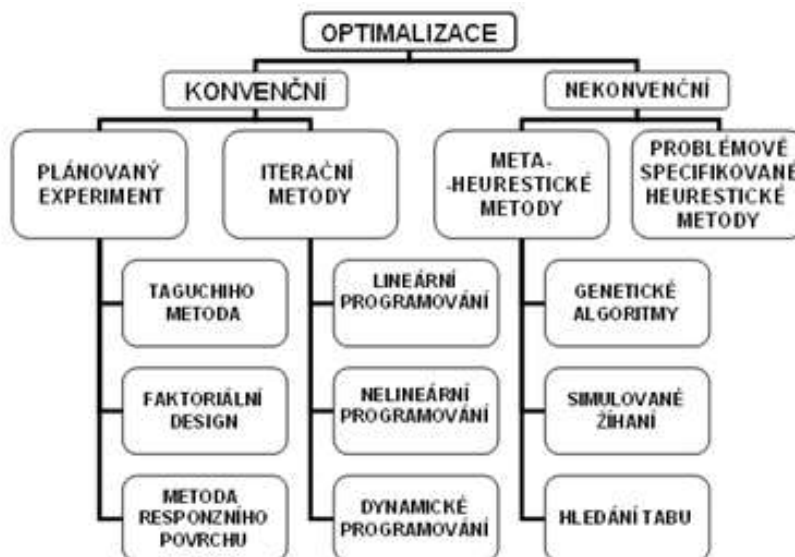 OPTIMALIZACE
KONVENČNÍ
NEKONVENČNÍ
PLÁNOVANÝ
EXPERIMENT
ITERAČNÍ
METODY
META-
-HEURESTICKÉ
METODY
PROBLÉMOVĚ
SPECIFIKOVANÉ
HEURESTICKÉ
METODY
TAGUCHIHO
METODA
LINEÁRNÍ
PROGRAMOVÁNÍ
GENETICKÉ
ALGORITMY
FAKTORIÁLNÍ
DESIGN
NELINEÁRNÍ
PROGRAMOVÁNÍ
SIMULOVANÉ
ŽÍHANÍ
METODA
RESPONZNÍHO
POVRCHU
DYNAMICKÉ
PROGRAMOVÁNÍ
HLEDÁNÍ TABU